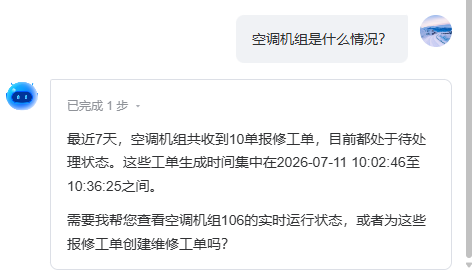 空调机组是什么情况?
已完成 1 步
最近7天，空调机组共收到10单报修工单，目前都处于待处
理状态。这些工单生成时间集中在2026-07-11 10:02:46至
10:36:25之间。
需要我帮您查看空调机组106的实时运行状态，或者为这些
报修工单创建维修工单吗?